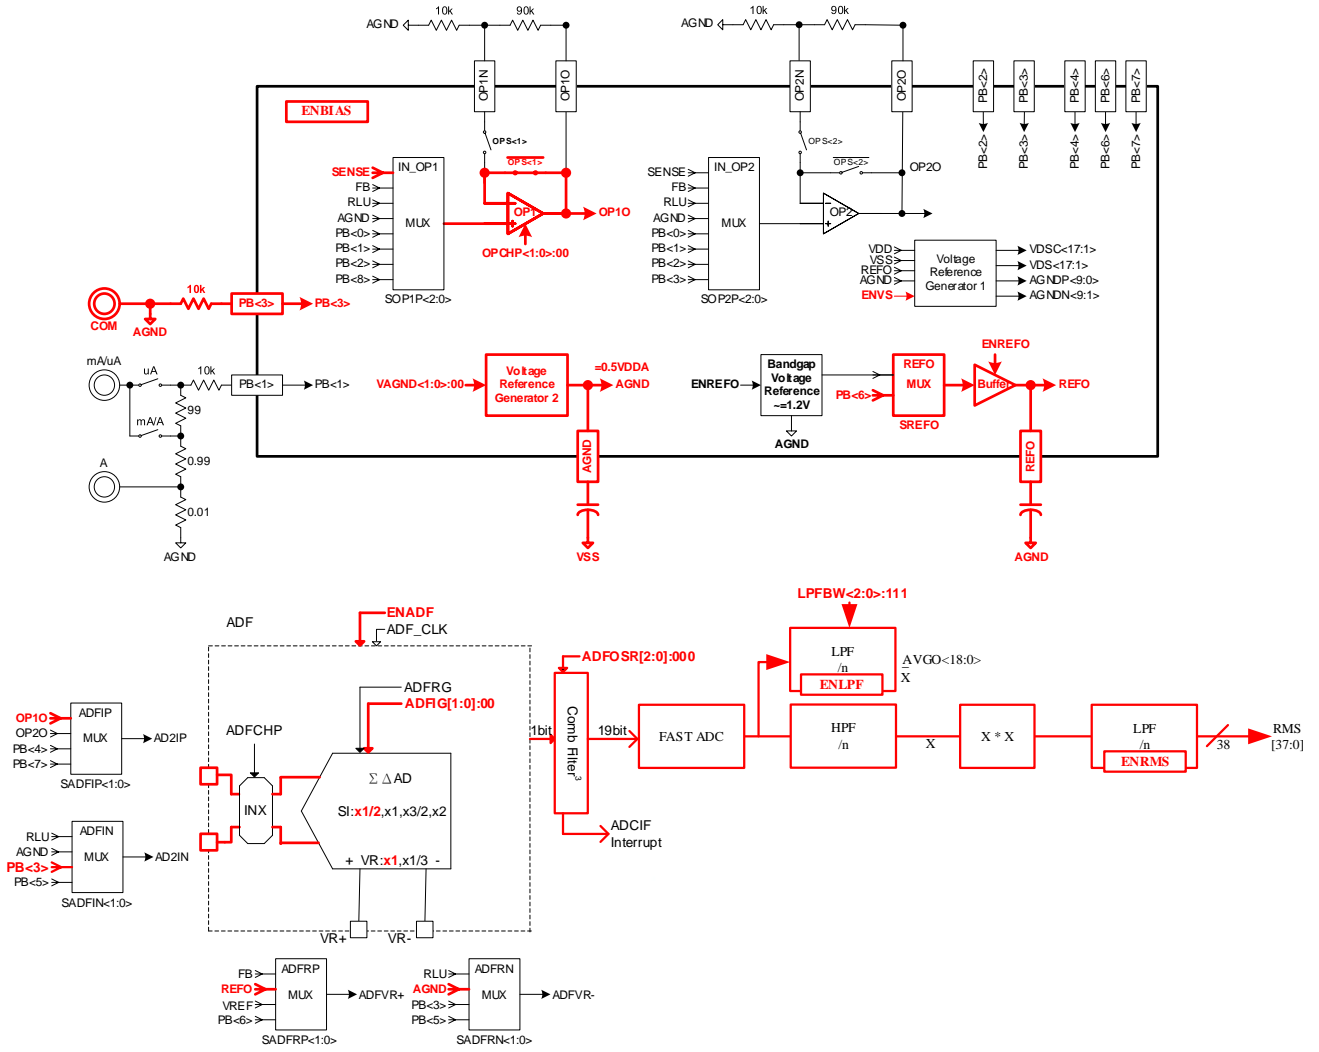 AGND
10k
90k
AGND
10k
90k
OP1N
OP1O
OP2N
OP2O
PB<2>
PB<3>
PB<4>
PB<6>
PB<7>
ENBIAS
OPS<1>
OPS<1>
OPS<2>
OPS<2>
OP2O
PB<2>
PB<3>
PB<4>
PB<6>
PB<7>
IN_OP1
SENSE
FB
RLU
AGND
PB<0>
PB<1>
PB<2>
PB<8>
MUX
SOP1P<2:0>
OP1
OP1O
OPCHP<1:0>:00
IN_OP2
SENSE
FB
RLU
AGND
PB<0>
PB<1>
PB<2>
PB<3>
MUX
SOP2P<2:0>
OP2
VDD
VSS
REFO
AGND
ENVS
Voltage
Reference
Generator 1
VDSC<17:1>
VDS<17:1>
AGNDP<9:0>
AGNDN<9:1>
COM
AGND
10k
PB<3>
PB<3>
mA/uA
uA
10k
PB<1>
PB<1>
99
mA/A
0.99
A
0.01
AGND
VAGND<1:0>:00
Voltage
Reference
Generator 2
=0.5VDDA
AGND
AGND
VSS
ENREFO
Bandgap
Voltage
Reference
~=1.2V
AGND
PB<6>
REFO
MUX
SREFO
ENREFO
Buffer
REFO
REFO
AGND
ADF
ENADF
ADF_CLK
ADFRG
ADFIG[1:0]:00
ADFCHP
INX
Σ Δ AD
SI:x1/2,x1,x3/2,x2
+ VR:x1,x1/3 -
VR+
VR-
OP1O
OP2O
PB<4>
PB<7>
ADFIP
MUX
AD2IP
SADFIP<1:0>
RLU
AGND
PB<3>
PB<5>
ADFIN
MUX
AD2IN
SADFIN<1:0>
FB
REFO
VREF
PB<6>
ADFRP
MUX
ADFVR+
SADFRP<1:0>
RLU
AGND
PB<3>
PB<5>
ADFRN
MUX
ADFVR-
SADFRN<1:0>
1bit
ADFOSR[2:0]:000
Comb Filter3
19bit
ADCIF
Interrupt
FAST ADC
LPFBW<2:0>:111
LPF
/n
ENLPF
AVGO<18:0>
X
HPF
/n
X
X * X
LPF
/n
ENRMS
38
RMS
[37:0]